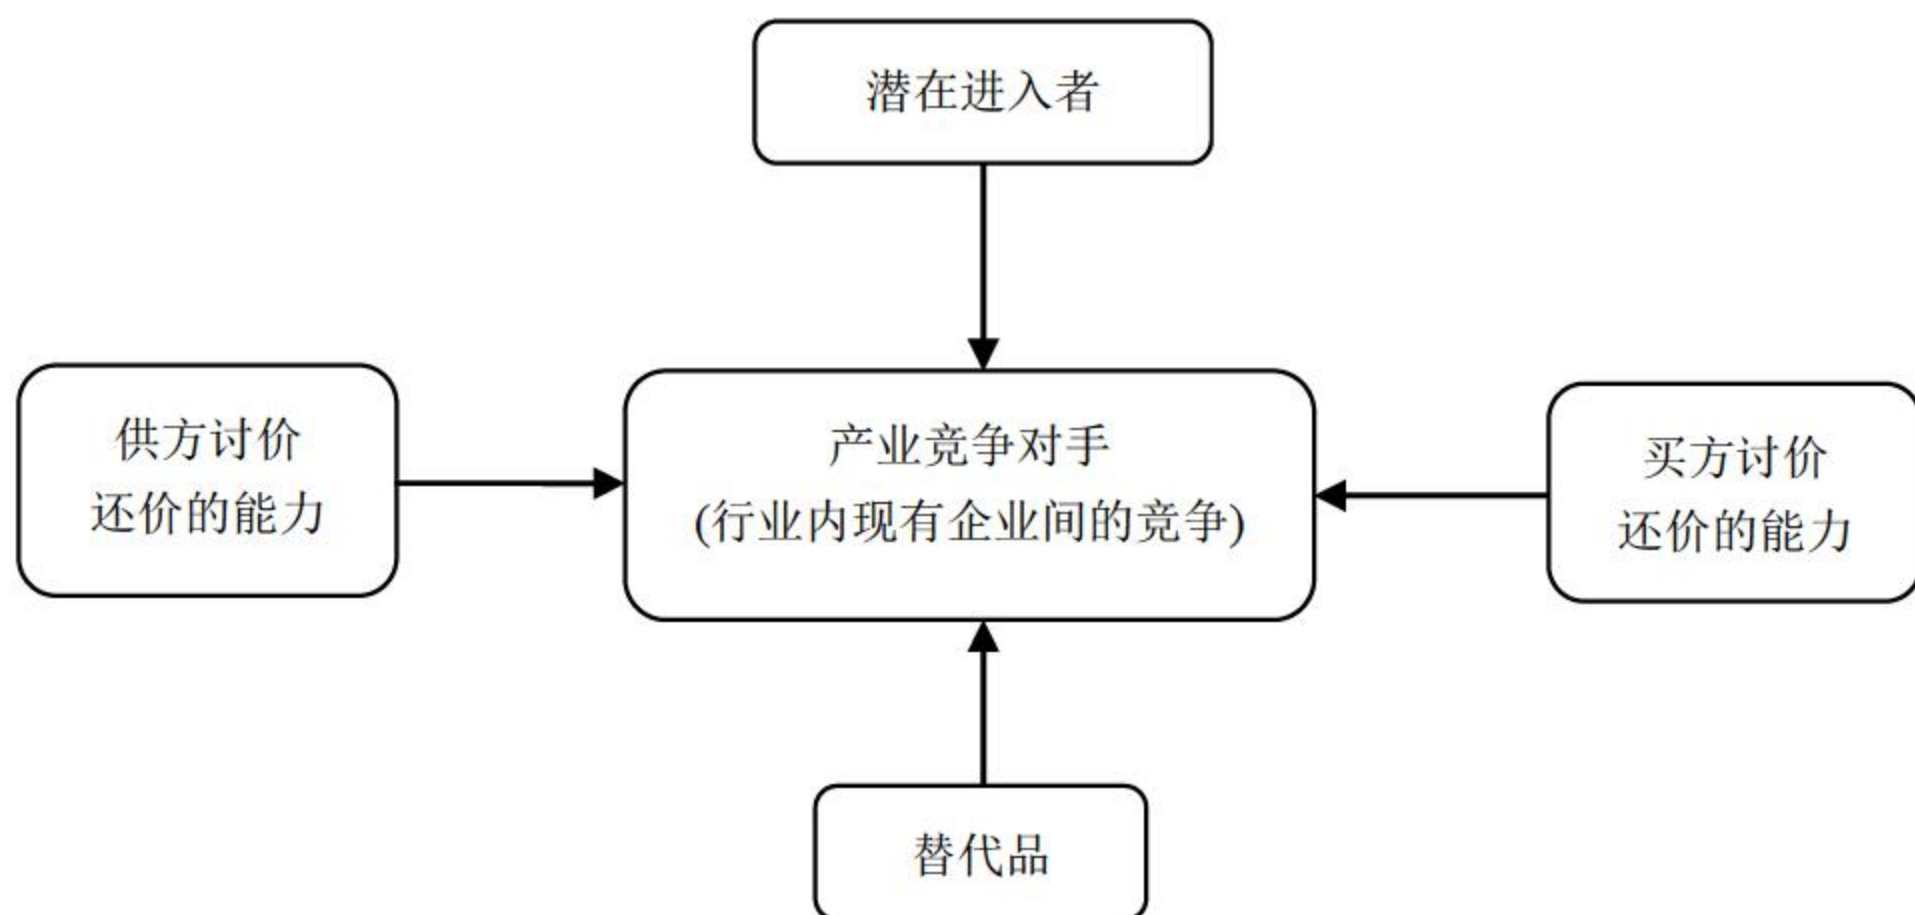 潜在进入者
供方讨价
还价的能力
产业竞争对手
(行业内现有企业间的竞争)
买方讨价
还价的能力
替代品